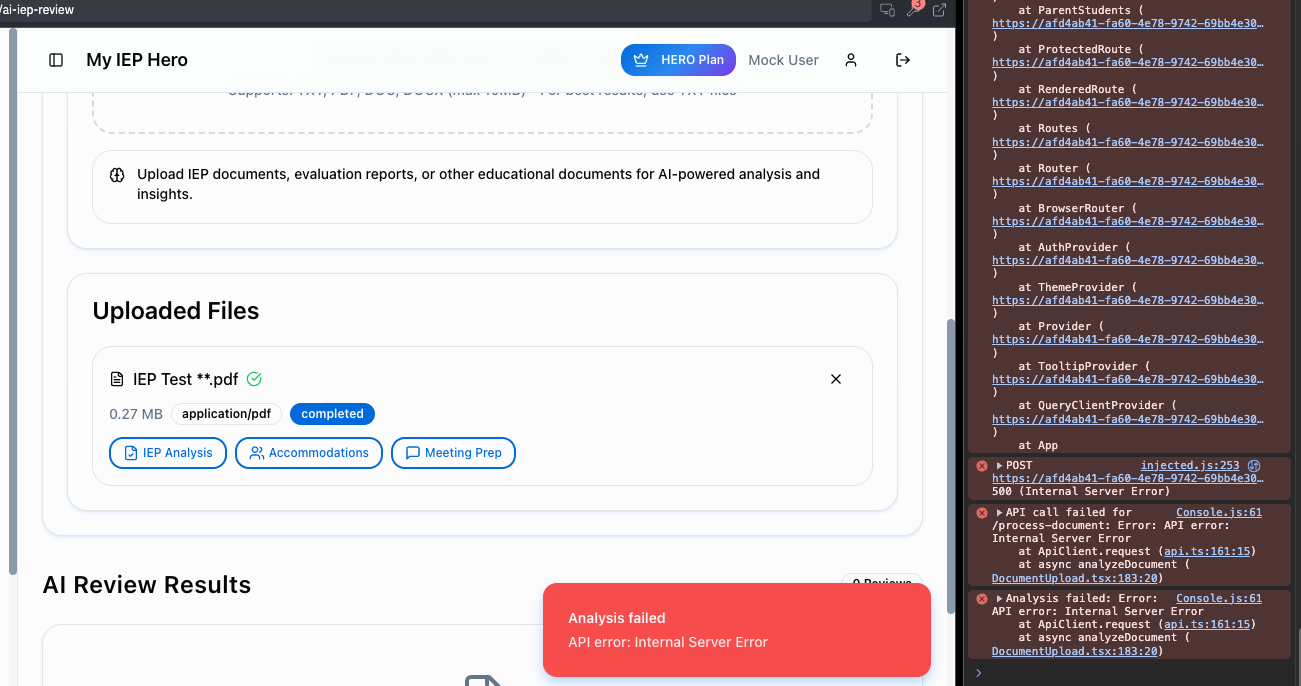 /ai-iep-review
3
My IEP Hero
HERO Plan
Mock User
Supports: TXT, PDF, DOC, DOCX (max 10MB) • For best results, use TXT files
Upload IEP documents, evaluation reports, or other educational documents for AI-powered analysis and
insights.
Uploaded Files
IEP Test **.pdf
0.27 MB
application/pdf
completed
IEP Analysis
Accommodations
Meeting Prep
AI Review Results
0 Reviews
Analysis failed
API error: Internal Server Error
at ParentStudents (
https://afd4ab41-fa60-4e78-9742-69bb4e30…
)
at ProtectedRoute (
https://afd4ab41-fa60-4e78-9742-69bb4e30…
)
at RenderedRoute (
https://afd4ab41-fa60-4e78-9742-69bb4e30…
)
at Routes (
https://afd4ab41-fa60-4e78-9742-69bb4e30…
)
at Router (
https://afd4ab41-fa60-4e78-9742-69bb4e30…
)
at BrowserRouter (
https://afd4ab41-fa60-4e78-9742-69bb4e30…
)
at AuthProvider (
https://afd4ab41-fa60-4e78-9742-69bb4e30…
)
at ThemeProvider (
https://afd4ab41-fa60-4e78-9742-69bb4e30…
)
at Provider (
https://afd4ab41-fa60-4e78-9742-69bb4e30…
)
at TooltipProvider (
https://afd4ab41-fa60-4e78-9742-69bb4e30…
)
at QueryClientProvider (
https://afd4ab41-fa60-4e78-9742-69bb4e30…
)
at App
POST injected.js:253
https://afd4ab41-fa60-4e78-9742-69bb4e30…
500 (Internal Server Error)
API call failed for Console.js:61
/process-document: Error: API error:
Internal Server Error
at ApiClient.request (api.ts:161:15)
at async analyzeDocument (
DocumentUpload.tsx:183:20)
Analysis failed: Error: Console.js:61
API error: Internal Server Error
at ApiClient.request (api.ts:161:15)
at async analyzeDocument (
DocumentUpload.tsx:183:20)